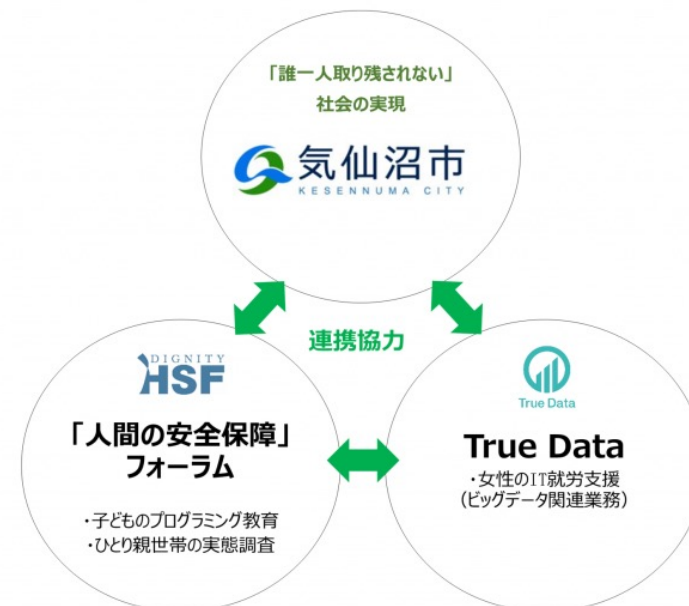 「誰一人取り残されない」
社会の実現
気仙沼市
KESENNUMA CITY
連携協力
DIGNITY
HSF
「人間の安全保障」
フォーラム
・子どものプログラミング教育
・ひとり親世帯の実態調査
True Data
True Data
・女性のIT就労支援
（ビッグデータ関連業務）